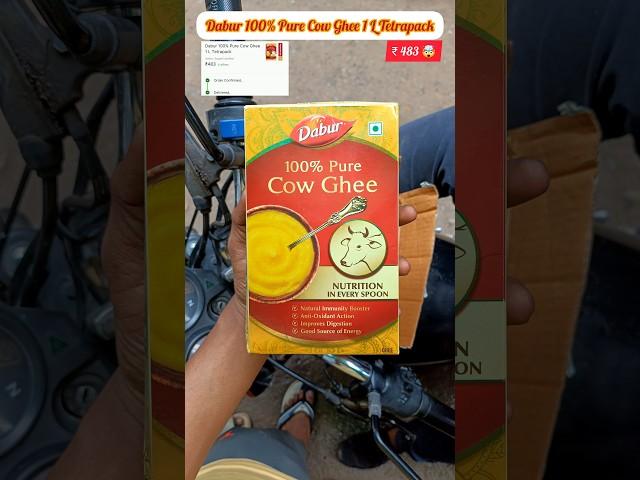 Dabur 100% Pure Cow Ghee 1 L Tetrapack
Dabur 100% Pure Cow Ghee
1 L Tetrapack
₹483
₹ 483
Order Confirmed,
Delivered,
Dabur
100% Pure
Cow Ghee
NUTRITION
IN EVERY SPOON
Natural Immunity Booster
Anti-Oxidant Action
Improves Digestion
Good Source of Energy
N
OON
N